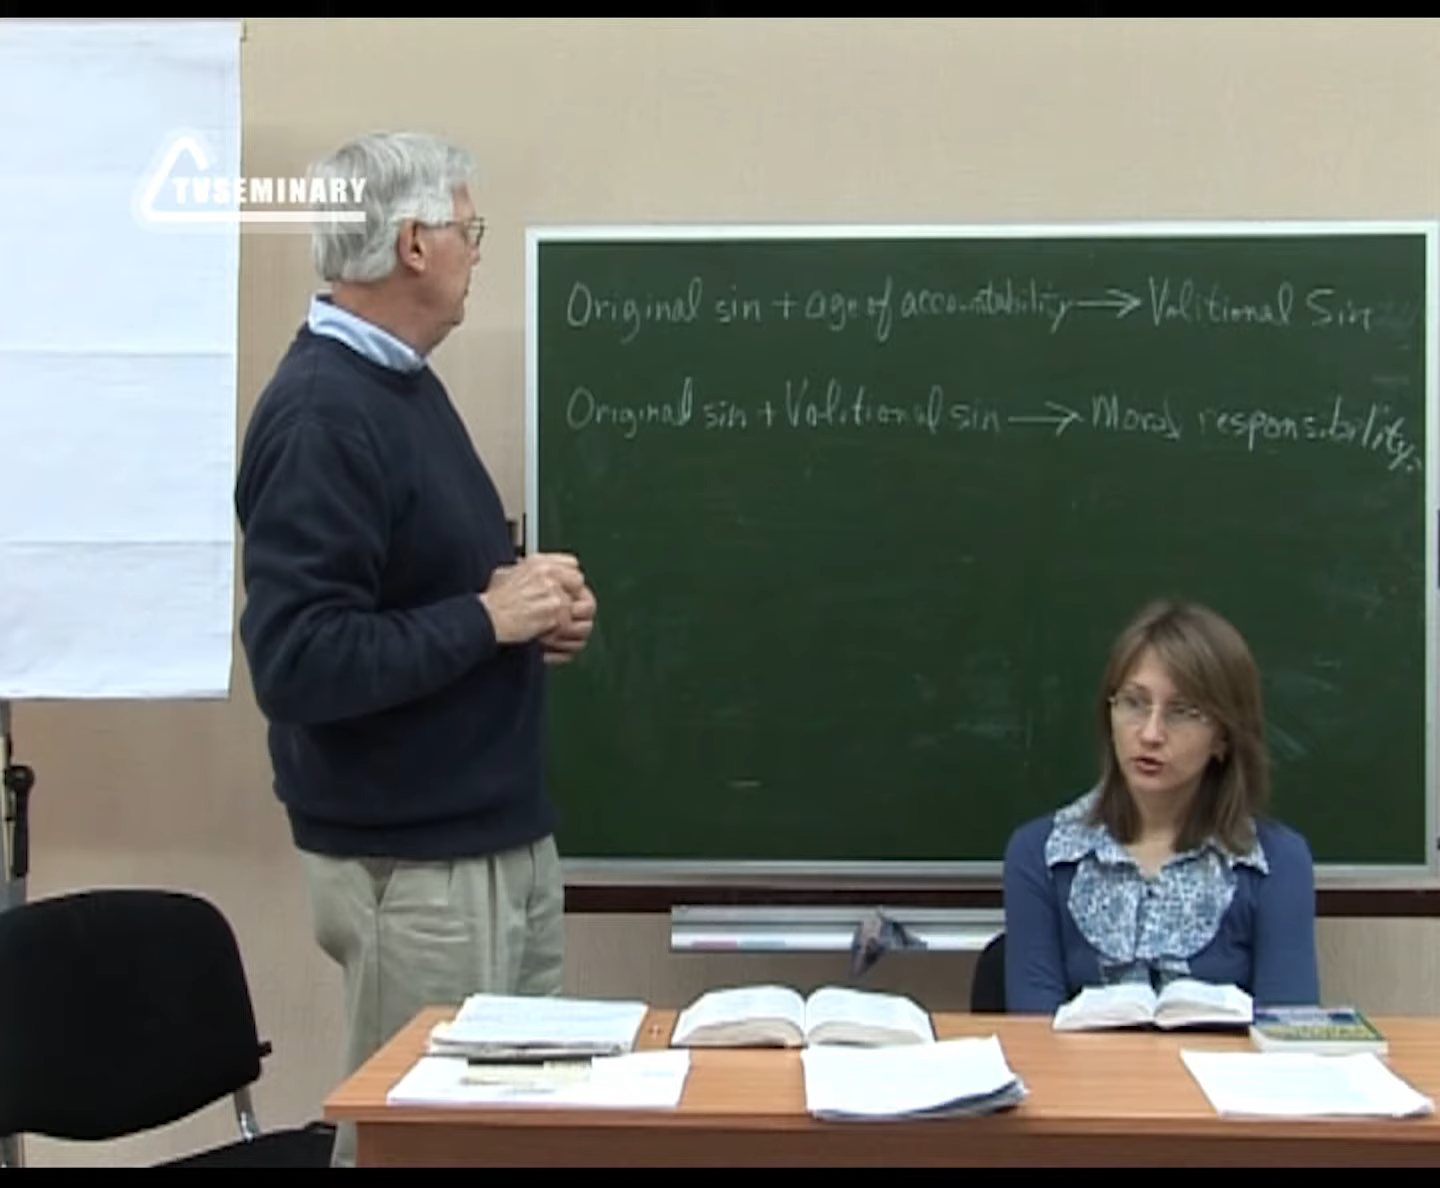 TVSEMINARY
Original sin + age of accountability → Volitional Sin
Original sin + Volitional sin → Moral responsibility.